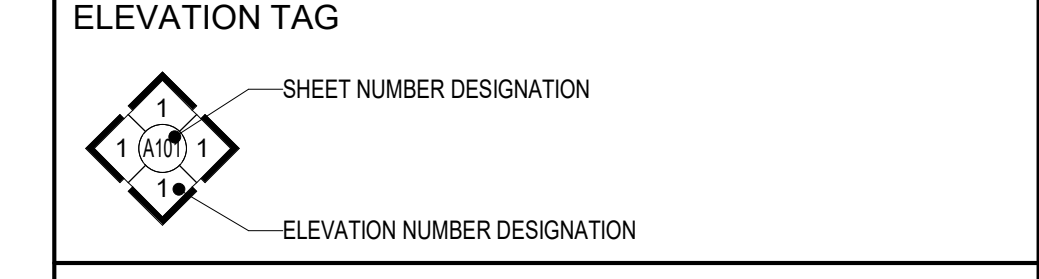 ELEVATION TAG
SHEET NUMBER DESIGNATION
1
1 A101 1
1
ELEVATION NUMBER DESIGNATION